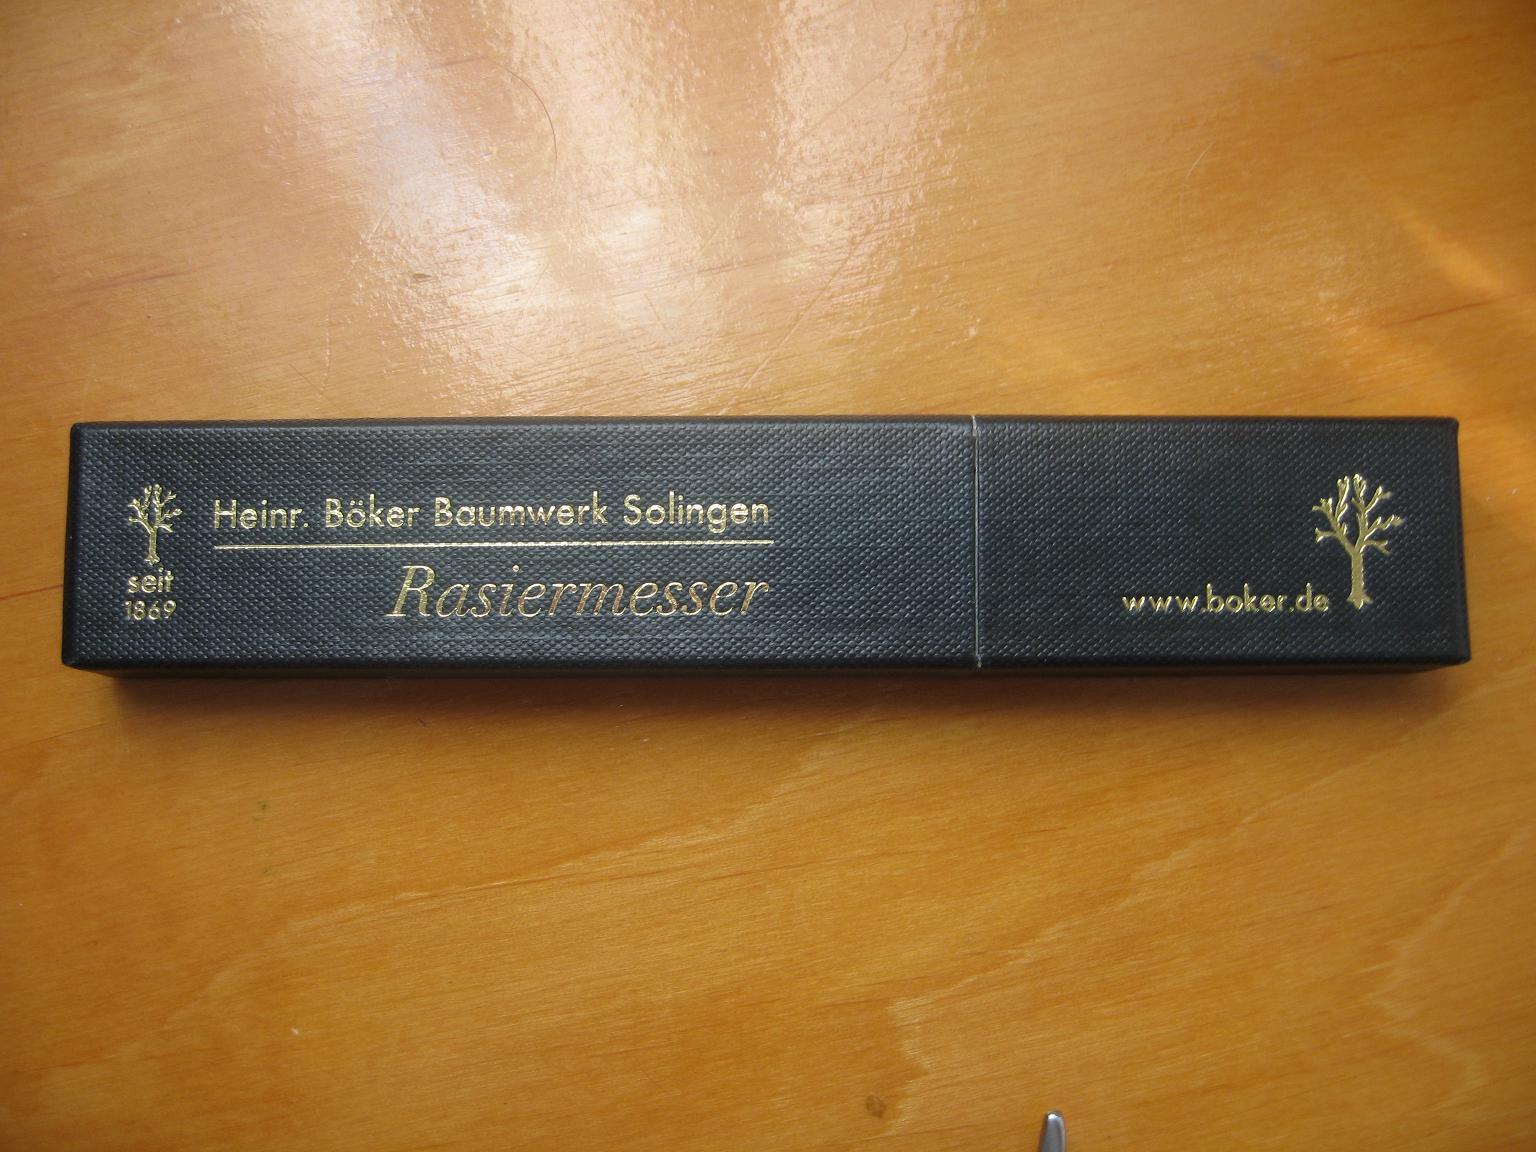 Heinr. Böker Baumwerk Solingen
Rasiermesser
seit
1869
www.boker.de